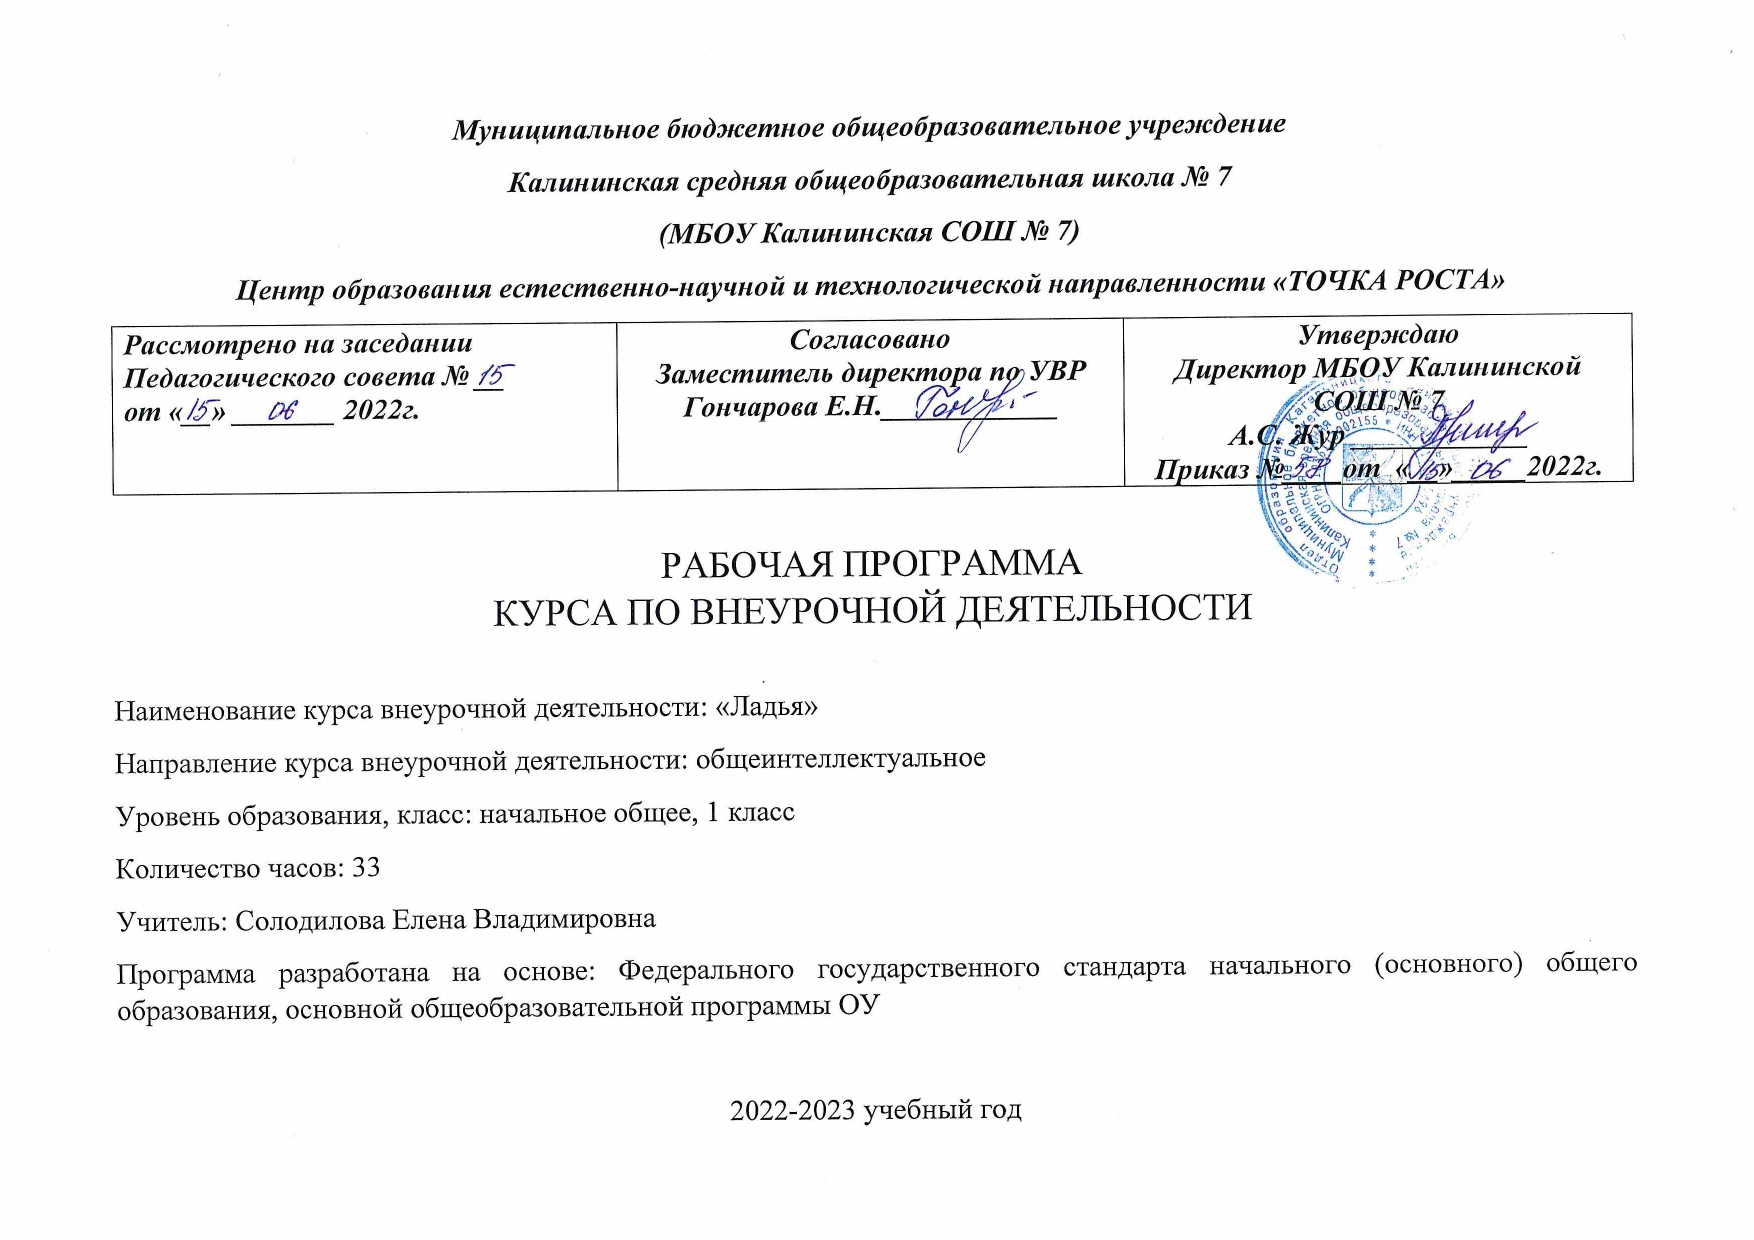 Муниципальное бюджетное общеобразовательное учреждение
Калининская средняя общеобразовательная школа № 7
(МБОУ Калининская СОШ № 7)
Центр образования естественно-научной и технологической направленности «ТОЧКА РОСТА»
Рассмотрено на заседании
Педагогического совета № 15
от «15» 06 2022г.
Согласовано
Заместитель директора по УВР
Гончарова Е.Н.
Утверждаю
Директор МБОУ Калининской
СОШ № 7
А.С. Жур
Приказ № от «15» 06 2022г.
РАБОЧАЯ ПРОГРАММА
КУРСА ПО ВНЕУРОЧНОЙ ДЕЯТЕЛЬНОСТИ
Наименование курса внеурочной деятельности: «Ладья»
Направление курса внеурочной деятельности: общеинтеллектуальное
Уровень образования, класс: начальное общее, 1 класс
Количество часов: 33
Учитель: Солодилова Елена Владимировна
Программа разработана на основе: Федерального государственного стандарта начального (основного) общего
образования, основной общеобразовательной программы ОУ
2022-2023 учебный год